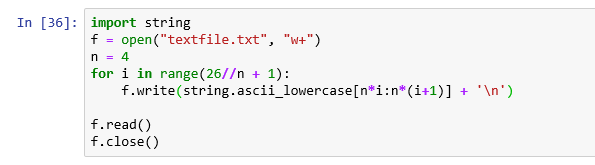 In [36]: import string
f = open("textfile.txt", "w+")
n = 4
for i in range(26//n + 1):
    f.write(string.ascii_lowercase[n*i:n*(i+1)] + '\n')

f.read()
f.close()